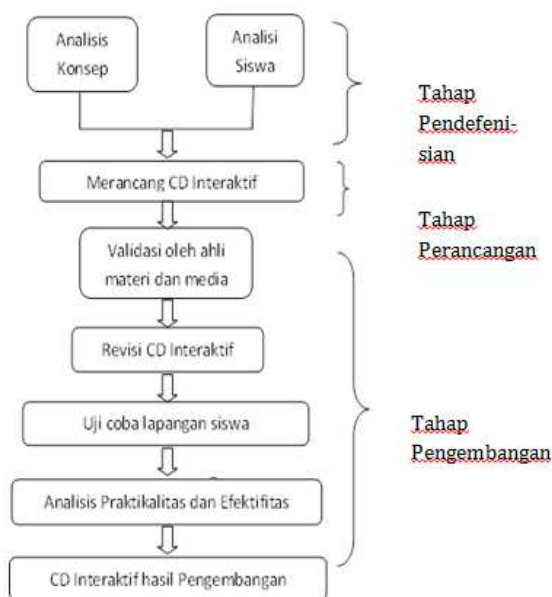 Analisis
Konsep
Analisi
Siswa
Tahap
Pendefeni-
sian
Merancang CD Interaktif
Tahap
Perancangan
Validasi oleh ahli
materi dan media
Revisi CD Interaktif
Uji coba lapangan siswa
Tahap
Pengembangan
Analisis Praktikalitas dan Efektifitas
CD Interaktif hasil Pengembangan